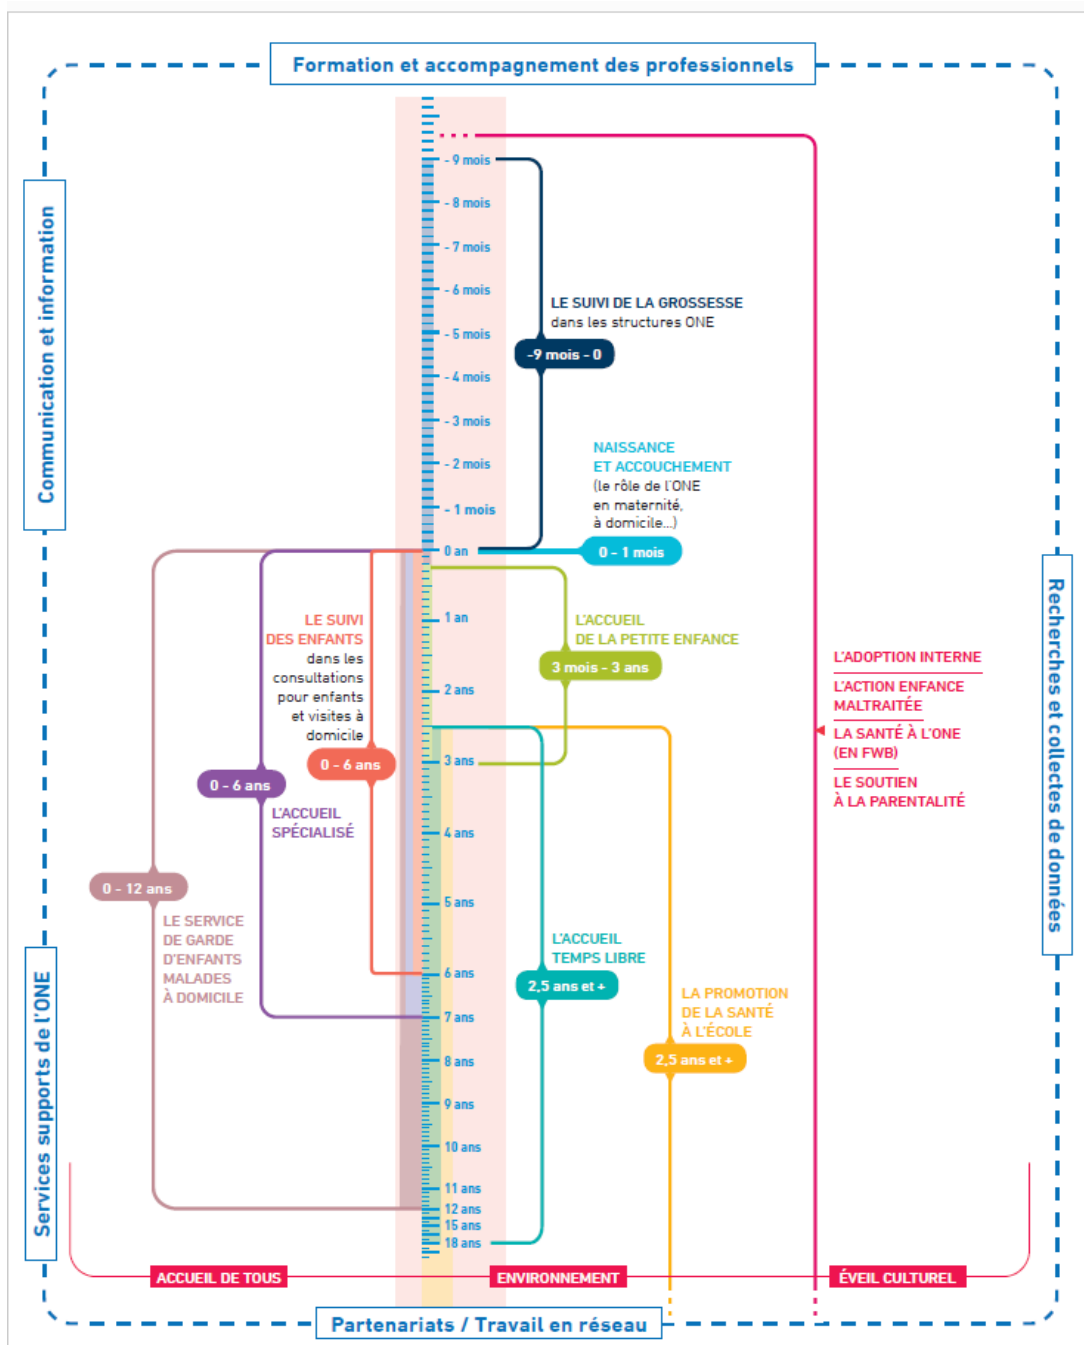 Formation et accompagnement des professionnels
Communication et information
Services supports de l'ONE
Recherches et collectes de données
- 9 mois
- 8 mois
- 7 mois
- 6 mois
- 5 mois
- 4 mois
- 3 mois
- 2 mois
- 1 mois
0 an
1 an
2 ans
3 ans
4 ans
5 ans
6 ans
7 ans
8 ans
9 ans
10 ans
11 ans
12 ans
15 ans
18 ans
LE SUIVI DE LA GROSSESSE
dans les structures ONE
-9 mois - 0
NAISSANCE
ET ACCOUCHEMENT
(le rôle de l'ONE
en maternité,
à domicile...)
0 - 1 mois
LE SUIVI
DES ENFANTS
dans les
consultations
pour enfants
et visites à
domicile
0 - 6 ans
L'ACCUEIL
DE LA PETITE ENFANCE
3 mois - 3 ans
0 - 6 ans
L'ACCUEIL
SPÉCIALISÉ
0 - 12 ans
LE SERVICE
DE GARDE
D'ENFANTS
MALADES
À DOMICILE
L'ACCUEIL
TEMPS LIBRE
2,5 ans et +
LA PROMOTION
DE LA SANTÉ
À L'ÉCOLE
2,5 ans et +
L'ADOPTION INTERNE
L'ACTION ENFANCE
MALTRAITÉE
LA SANTÉ À L'ONE
(EN FWB)
LE SOUTIEN
À LA PARENTALITÉ
ACCUEIL DE TOUS
ENVIRONNEMENT
ÉVEIL CULTUREL
Partenariats / Travail en réseau